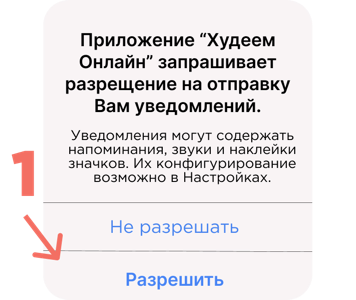 Приложение “Худеем
Онлайн” запрашивает
разрещение на отправку
Вам уведомлений.
Уведомления могут содержать
напоминания, звуки и наклейки
значков. Их конфигурирование
возможно в Настройках.
1
Не разрешать
Разрешить